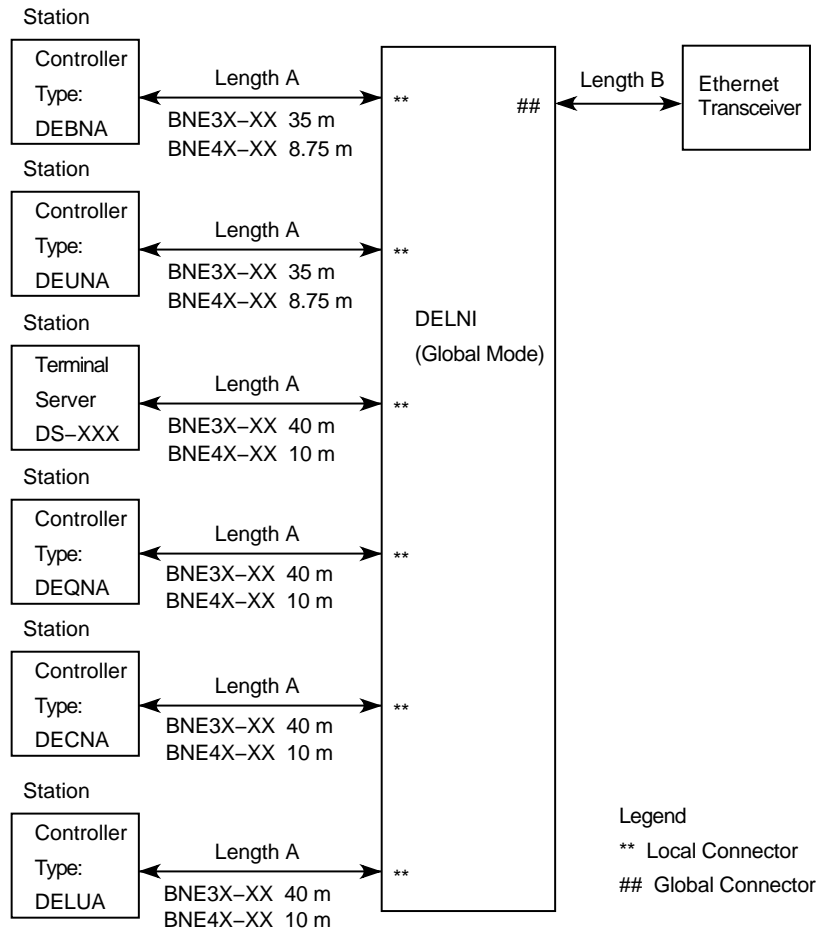 Station
Controller
Type:
DEBNA
Length A
BNE3X−XX 35 m
BNE4X−XX 8.75 m
**
##
Length B
Ethernet
Transceiver
Station
Controller
Type:
DEUNA
Length A
BNE3X−XX 35 m
BNE4X−XX 8.75 m
**
DELNI
(Global Mode)
Station
Terminal
Server
DS−XXX
Length A
BNE3X−XX 40 m
BNE4X−XX 10 m
**
Station
Controller
Type:
DEQNA
Length A
BNE3X−XX 40 m
BNE4X−XX 10 m
**
Station
Controller
Type:
DECNA
Length A
BNE3X−XX 40 m
BNE4X−XX 10 m
**
Station
Controller
Type:
DELUA
Length A
BNE3X−XX 40 m
BNE4X−XX 10 m
**
Legend
** Local Connector
## Global Connector